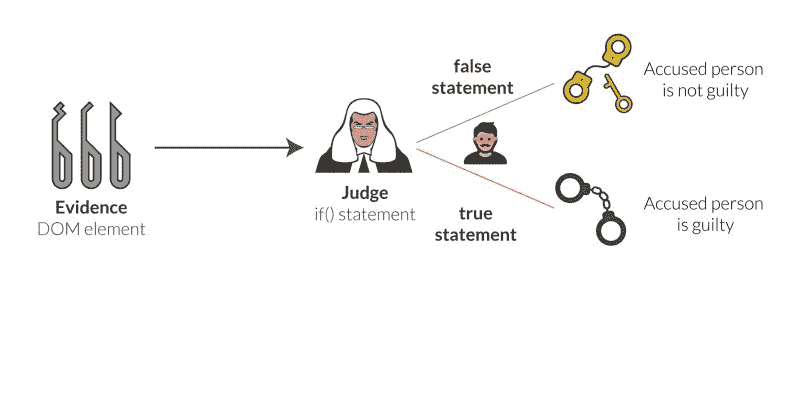 Evidence
DOM element
Judge
if() statement
false
statement
true
statement
Accused person
is not guilty
Accused person
is guilty